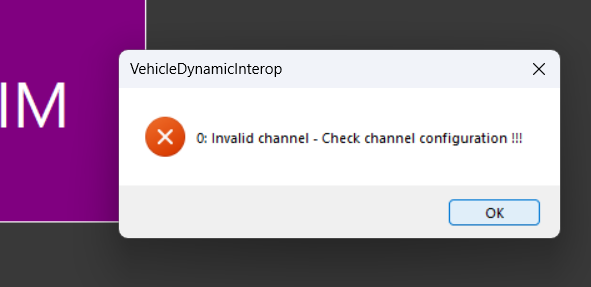 VehicleDynamicInterop
IM
0: Invalid channel - Check channel configuration !!!
OK